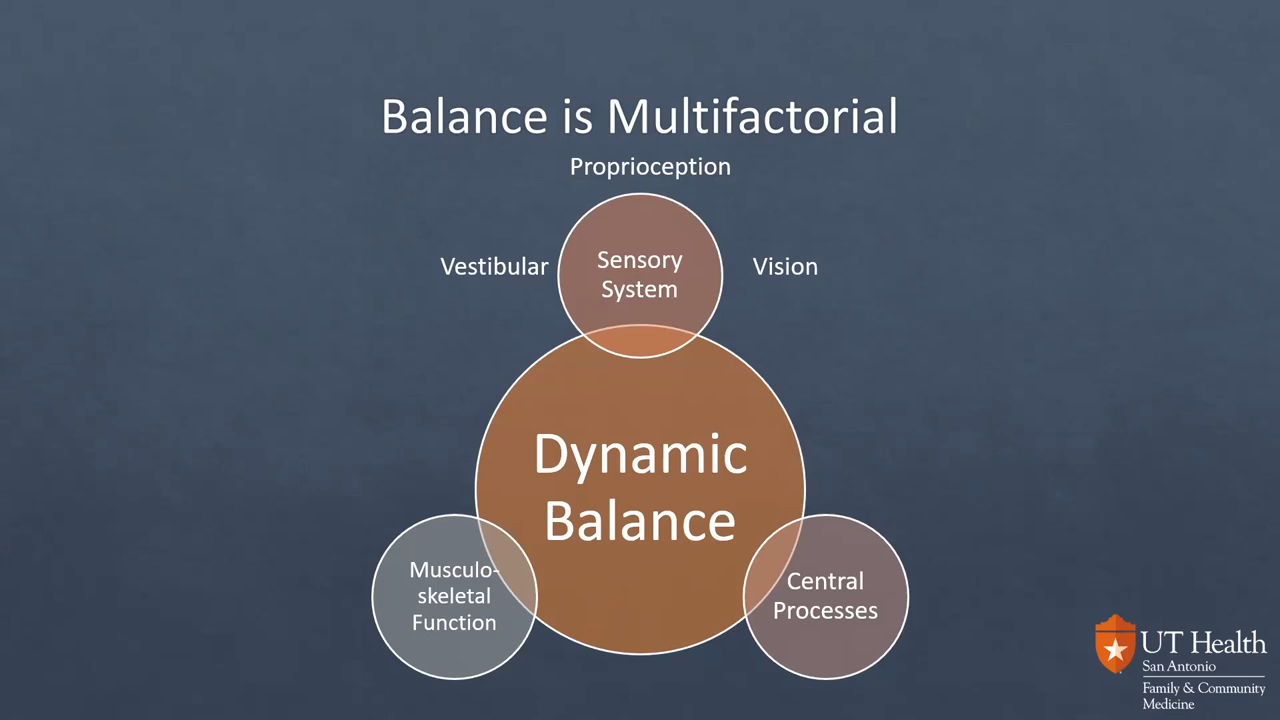 Balance is Multifactorial
Proprioception
Vestibular
Sensory
System
Vision
Dynamic
Balance
Musculo-
skeletal
Function
Central
Processes
UT Health
San Antonio
Family & Community
Medicine